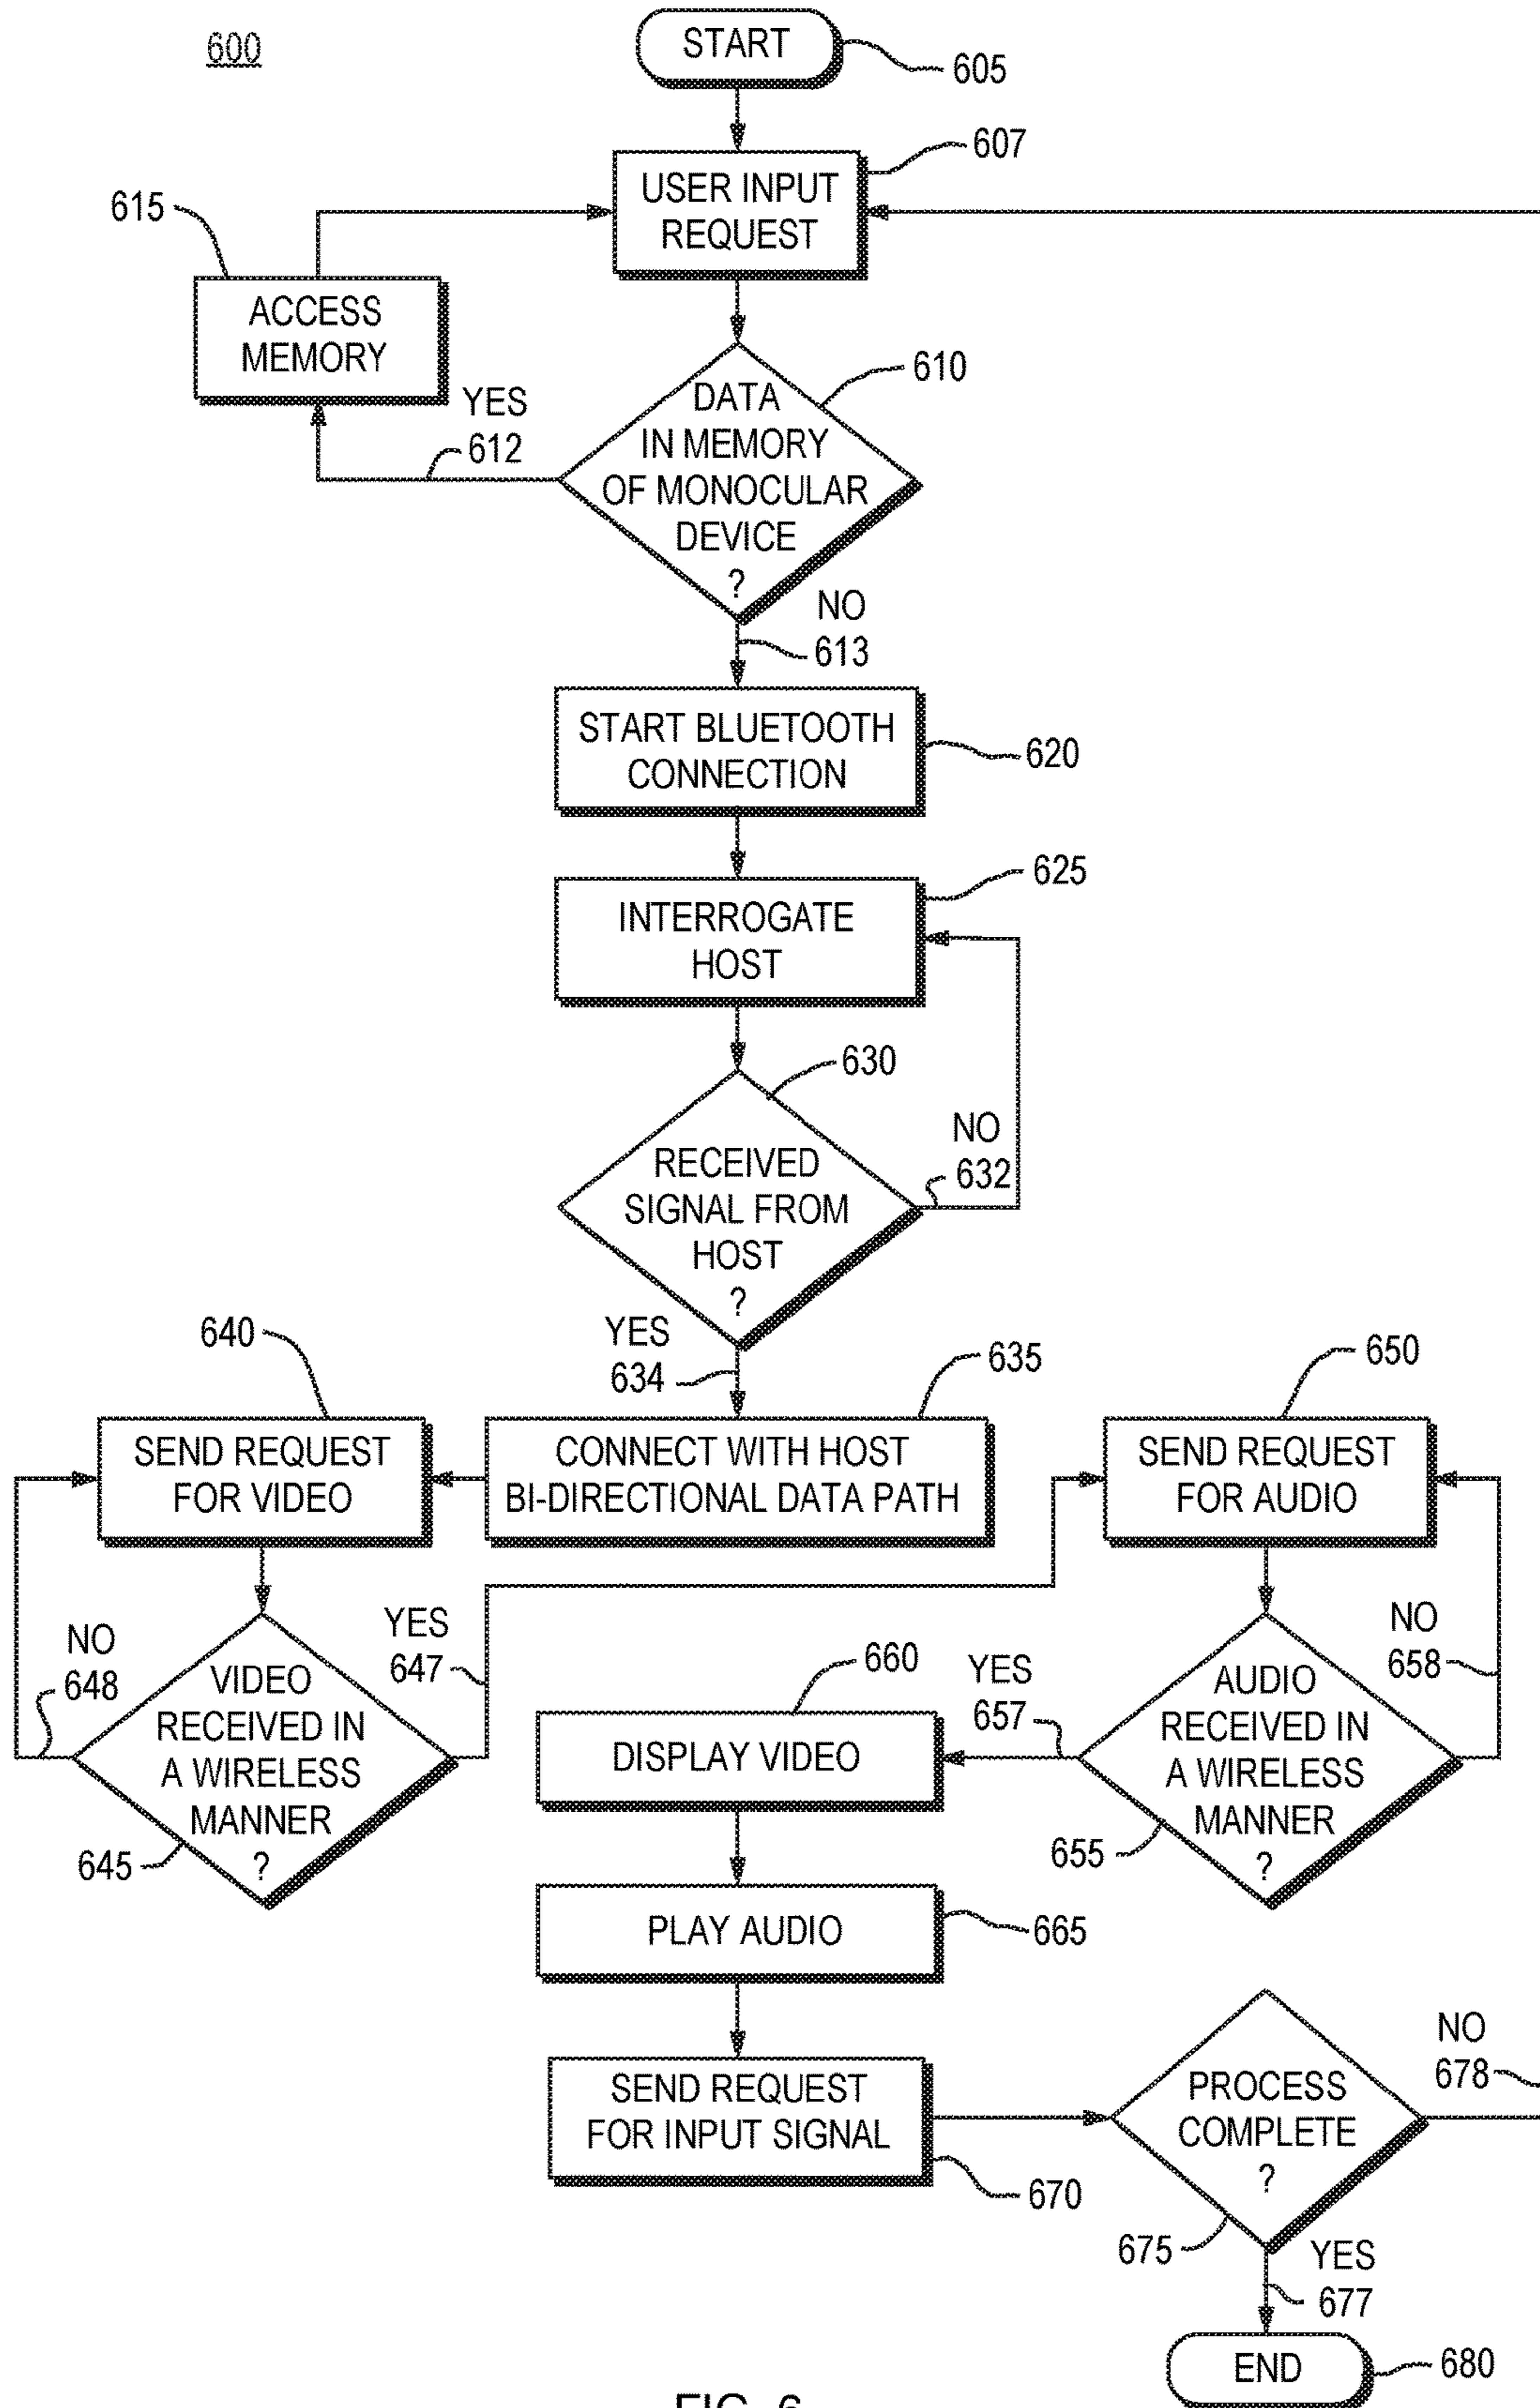 600
START
605
607
USER INPUT
REQUEST
615
ACCESS
MEMORY
YES
612
610
DATA
IN MEMORY
OF MONOCULAR
DEVICE
?
NO
613
START BLUETOOTH
CONNECTION
620
625
INTERROGATE
HOST
630
RECEIVED
SIGNAL FROM
HOST
?
NO
632
YES
634
640
635
650
SEND REQUEST
FOR VIDEO
CONNECT WITH HOST
BI-DIRECTIONAL DATA PATH
SEND REQUEST
FOR AUDIO
NO
648
YES
647
VIDEO
RECEIVED IN
A WIRELESS
MANNER
?
645
660
DISPLAY VIDEO
YES
657
NO
658
AUDIO
RECEIVED IN
A WIRELESS
MANNER
?
655
PLAY AUDIO
665
SEND REQUEST
FOR INPUT SIGNAL
670
PROCESS
COMPLETE
?
NO
678
675
YES
677
END
680
FIG. 6